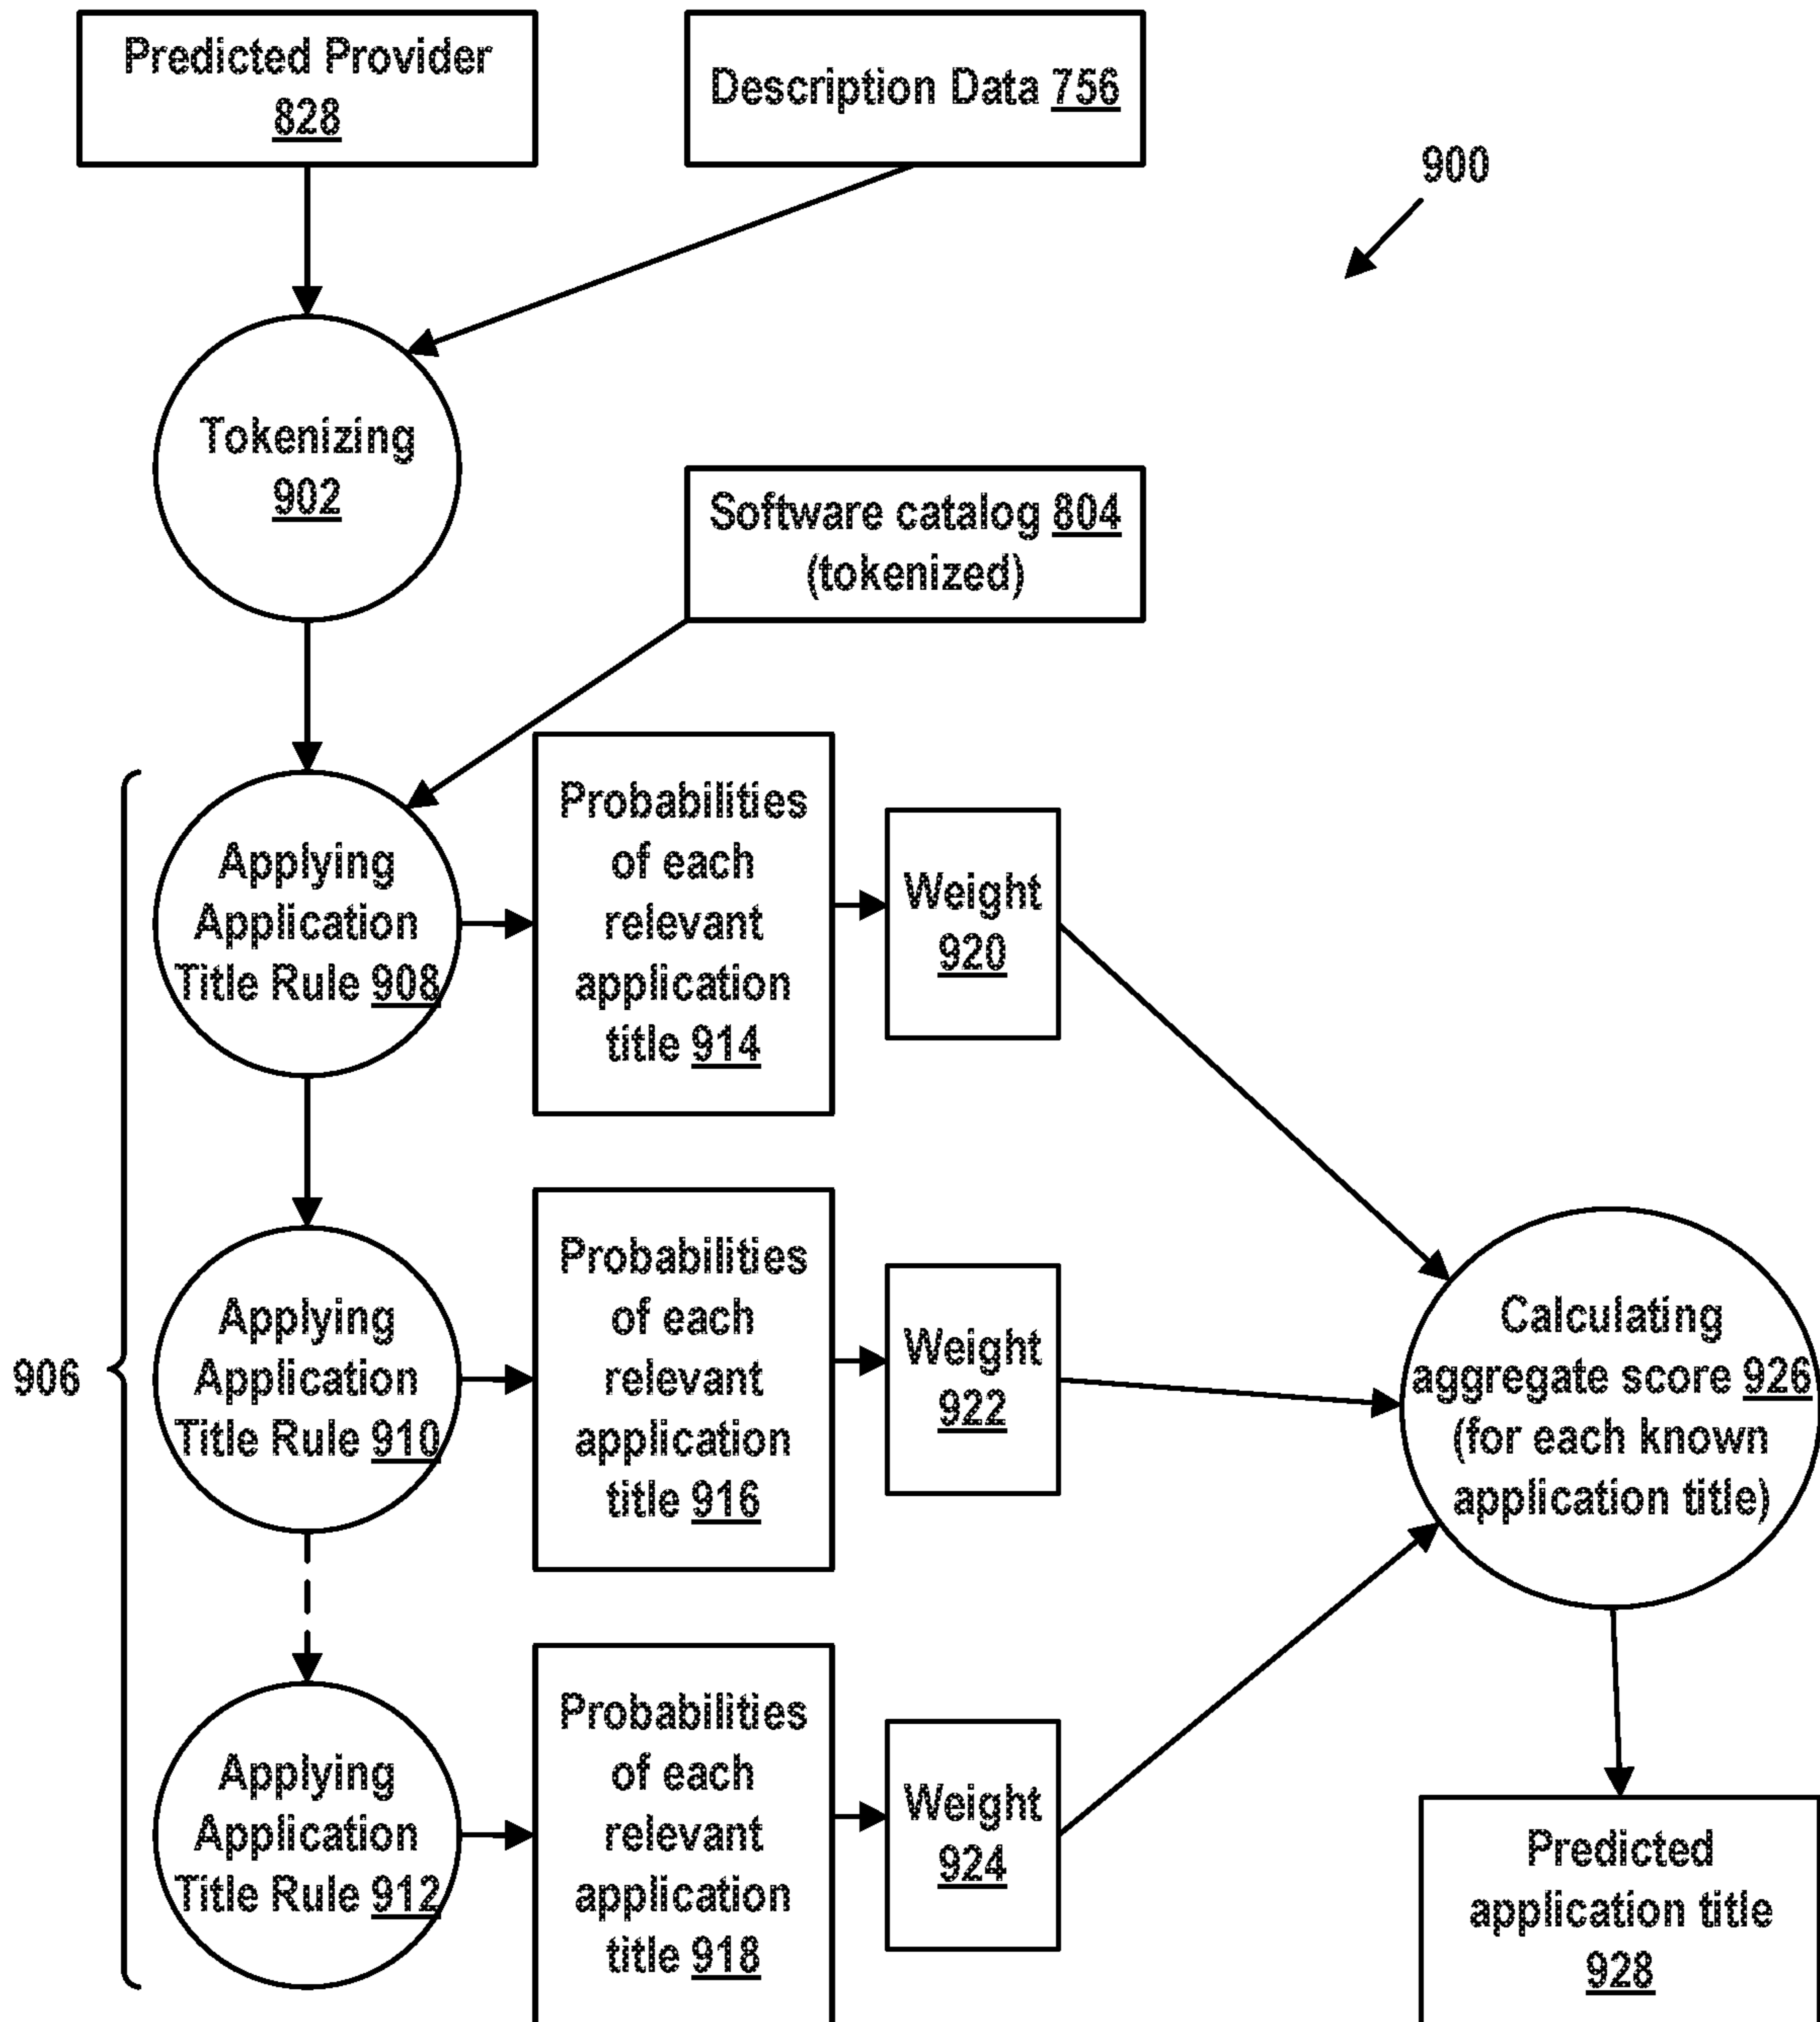 Predicted Provider
828
Description Data 756
900
Tokenizing
902
Software catalog 804
(tokenized)
906
Applying
Application
Title Rule 908
Probabilities
of each
relevant
application
title 914
Weight
920
Applying
Application
Title Rule 910
Probabilities
of each
relevant
application
title 916
Weight
922
Applying
Application
Title Rule 912
Probabilities
of each
relevant
application
title 918
Weight
924
Calculating
aggregate score 926
(for each known
application title)
Predicted
application title
928